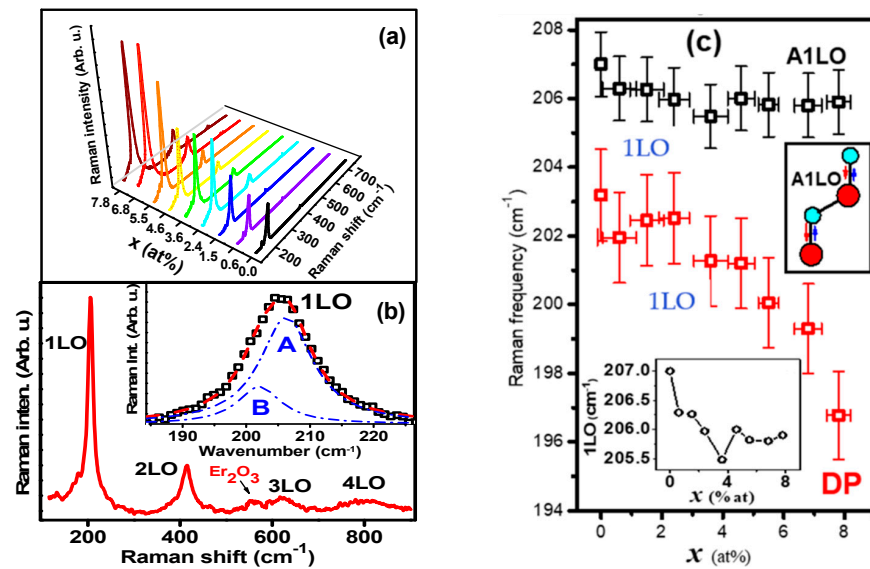 (a)
Raman intensity (Arb. u.)
7.8 6.8 5.5 4.6 3.6 2.4 1.5 0.6 0.0
x (at%)
200 300 400 500 600 700
Raman shift (cm-1)
(b)
Raman inten. (Arb. u.)
1LO
2LO
Er2O3
3LO
4LO
200 400 600 800
Raman shift (cm-1)
1LO
A
B
Raman Int. (Arb. u.)
190 200 210 220
Wavenumber (cm-1)
(c)
Raman frequency (cm-1)
208
206
204
202
200
198
196
194
A1LO
1LO
1LO
A1LO
DP
1LO (cm-1)
207.0
206.5
206.0
205.5
0 4 8
x (% at)
0 2 4 6 8
x (at%)